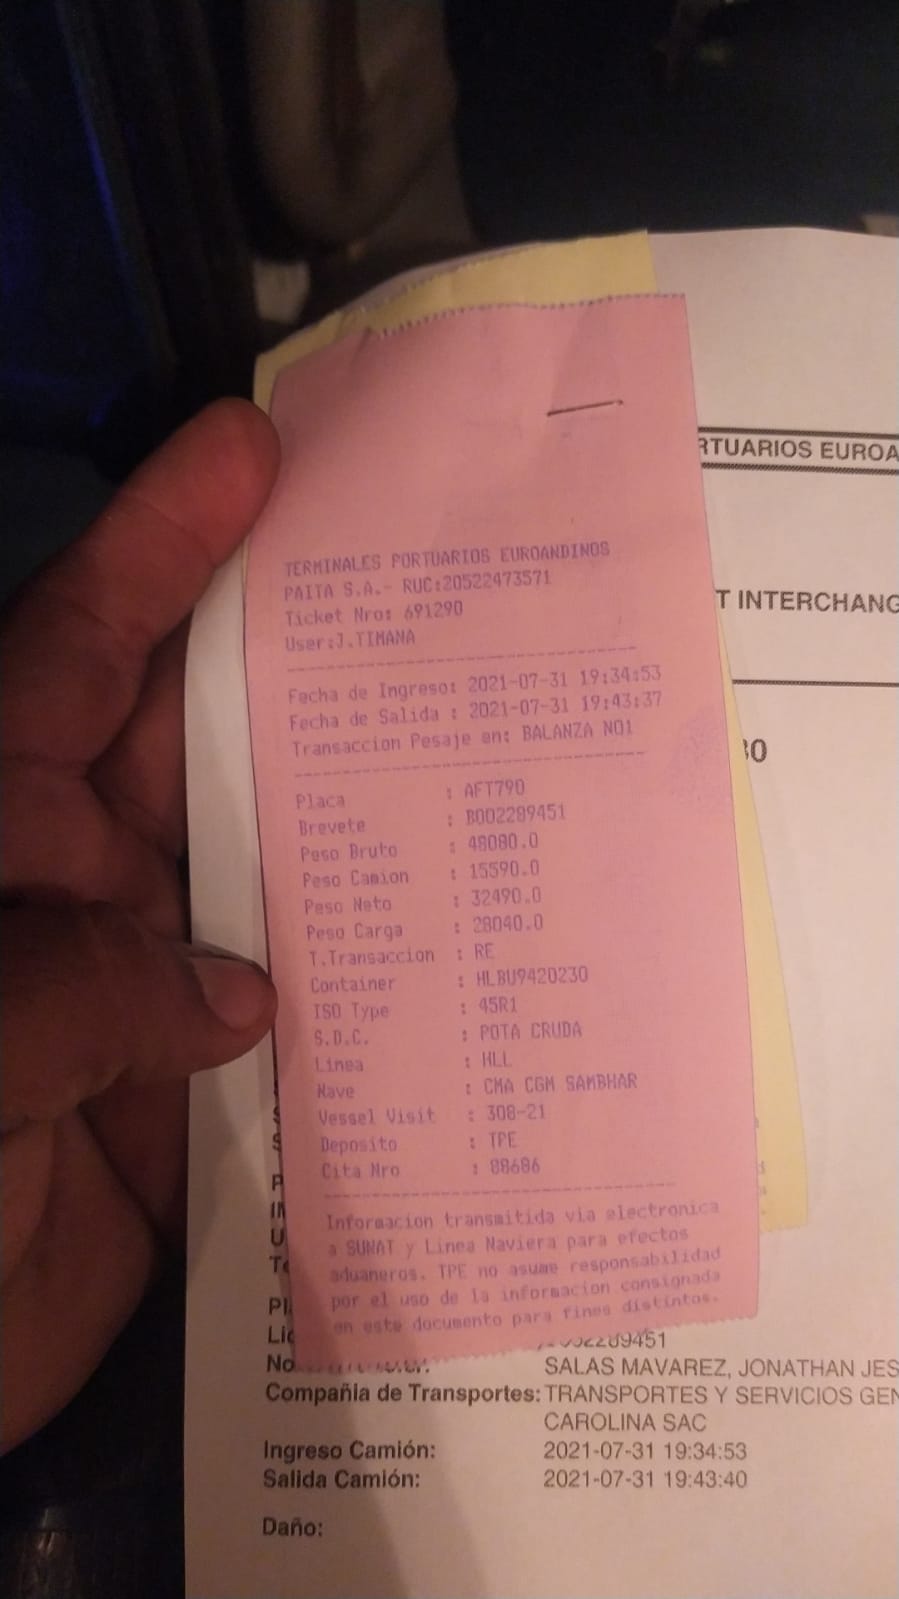 TERMINALES PORTUARIOS EUROANDINOS
PAITA S.A.- RUC:20522473571
Ticket Nro: 691290
User:J.TIMANA
Fecha de Ingreso: 2021-07-31 19:34:53
Fecha de Salida : 2021-07-31 19:43:37
Transaccion Pesaje en: BALANZA NO1
Placa : AFT790
Brevete : B002289451
Peso Bruto : 48080.0
Peso Camion : 15590.0
Peso Neto : 32490.0
Peso Carga : 28040.0
T.Transaccion : RE
Container : HLBU9420230
ISO Type : 45R1
S.D.C. : POTA CRUDA
Linea : HLL
Nave : CMA CGM SAMBHAR
Vessel Visit : 308-21
Deposito : TPE
Cita Nro : 88686
Informacion transmitida via electronica
a SUNAT y Linea Naviera para efectos
aduaneros. TPE no asume responsabilidad
por el uso de la informacion consignada
en este documento para fines distintos.
RTUARIOS EUROA
T INTERCHANG
SALAS MAVAREZ, JONATHAN JES
Compañia de Transportes: TRANSPORTES Y SERVICIOS GEN
CAROLINA SAC
Ingreso Camión: 2021-07-31 19:34:53
Salida Camión: 2021-07-31 19:43:40
Daño: